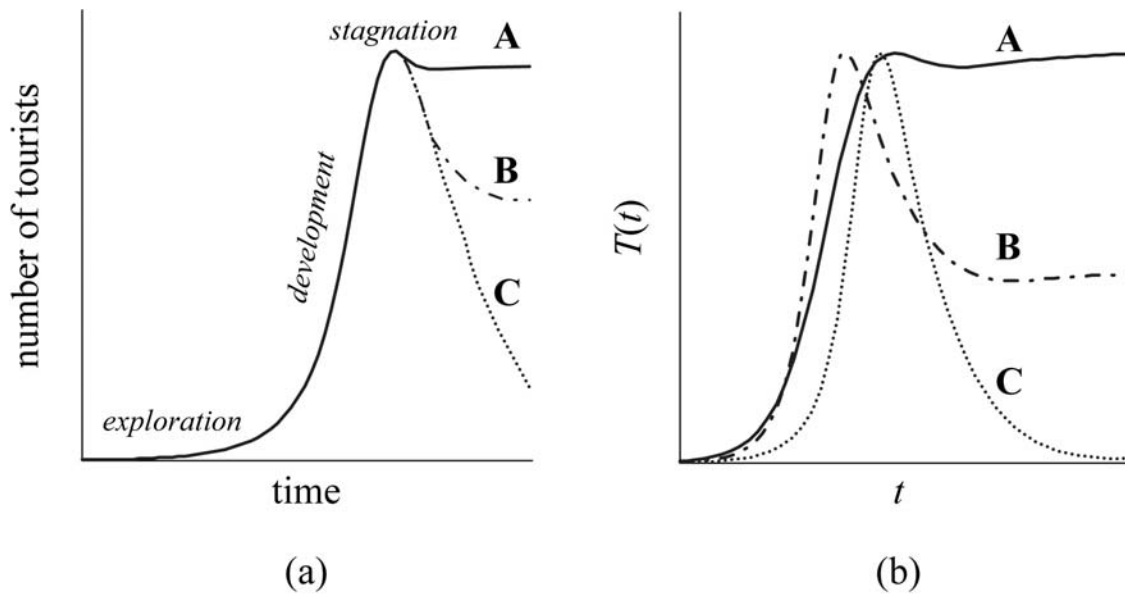 number of tourists
exploration
development
stagnation
A
B
C
time
(a)
T(t)
A
B
C
t
(b)